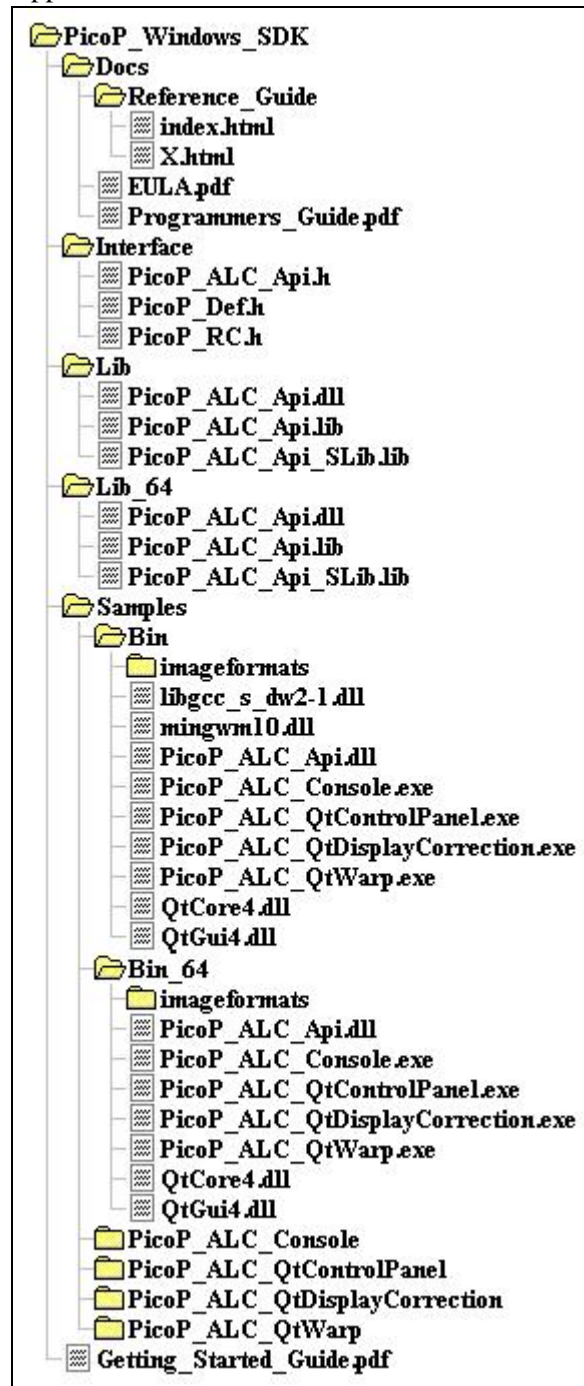 PicoP_Windows_SDK
Docs
Reference_Guide
index.html
X.html
EULA.pdf
Programmers_Guide.pdf
Interface
PicoP_ALC_Api.h
PicoP_Def.h
PicoP_RC.h
Lib
PicoP_ALC_Api.dll
PicoP_ALC_Api.lib
PicoP_ALC_Api_SLib.lib
Lib_64
PicoP_ALC_Api.dll
PicoP_ALC_Api.lib
PicoP_ALC_Api_SLib.lib
Samples
Bin
imageformats
libgcc_s_dw2-1.dll
mingwm10.dll
PicoP_ALC_Api.dll
PicoP_ALC_Console.exe
PicoP_ALC_QtControlPanel.exe
PicoP_ALC_QtDisplayCorrection.exe
PicoP_ALC_QtWarp.exe
QtCore4.dll
QtGui4.dll
Bin_64
imageformats
PicoP_ALC_Api.dll
PicoP_ALC_Console.exe
PicoP_ALC_QtControlPanel.exe
PicoP_ALC_QtDisplayCorrection.exe
PicoP_ALC_QtWarp.exe
QtCore4.dll
QtGui4.dll
PicoP_ALC_Console
PicoP_ALC_QtControlPanel
PicoP_ALC_QtDisplayCorrection
PicoP_ALC_QtWarp
Getting_Started_Guide.pdf